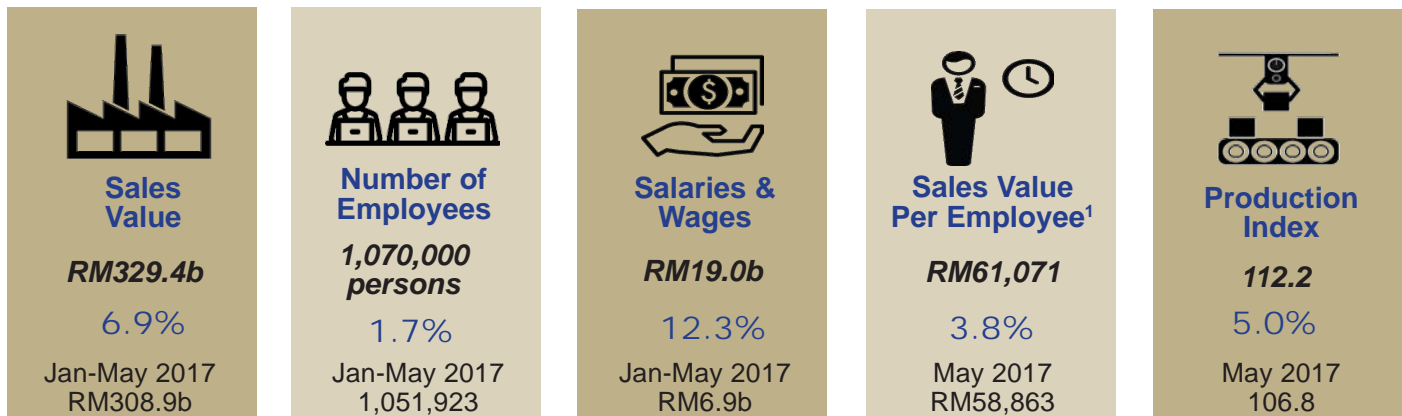 Sales
Value
RM329.4b
6.9%
Jan-May 2017
RM308.9b
Number of
Employees
1,070,000
persons
1.7%
Jan-May 2017
1,051,923
Salaries &
Wages
RM19.0b
12.3%
Jan-May 2017
RM6.9b
Sales Value
Per Employee¹
RM61,071
3.8%
May 2017
RM58,863
Production
Index
112.2
5.0%
May 2017
106.8